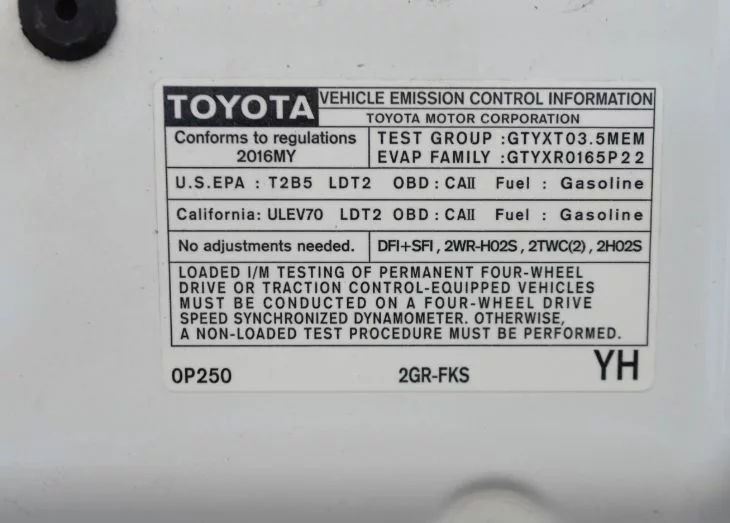 TOYOTA VEHICLE EMISSION CONTROL INFORMATION
TOYOTA MOTOR CORPORATION
Conforms to regulations
2016MY
TEST GROUP :GTYXT03.5MEM
EVAP FAMILY :GTYXR0165P22
U.S.EPA : T2B5 LDT2 OBD : CAII Fuel : Gasoline
California: ULEV70 LDT2 OBD : CAII Fuel : Gasoline
No adjustments needed. DFI+SFI, 2WR-HO2S, 2TWC(2), 2HO2S
LOADED I/M TESTING OF PERMANENT FOUR-WHEEL
DRIVE OR TRACTION CONTROL-EQUIPPED VEHICLES
MUST BE CONDUCTED ON A FOUR-WHEEL DRIVE
SPEED SYNCHRONIZED DYNAMOMETER. OTHERWISE,
A NON-LOADED TEST PROCEDURE MUST BE PERFORMED.
0P250 2GR-FKS YH